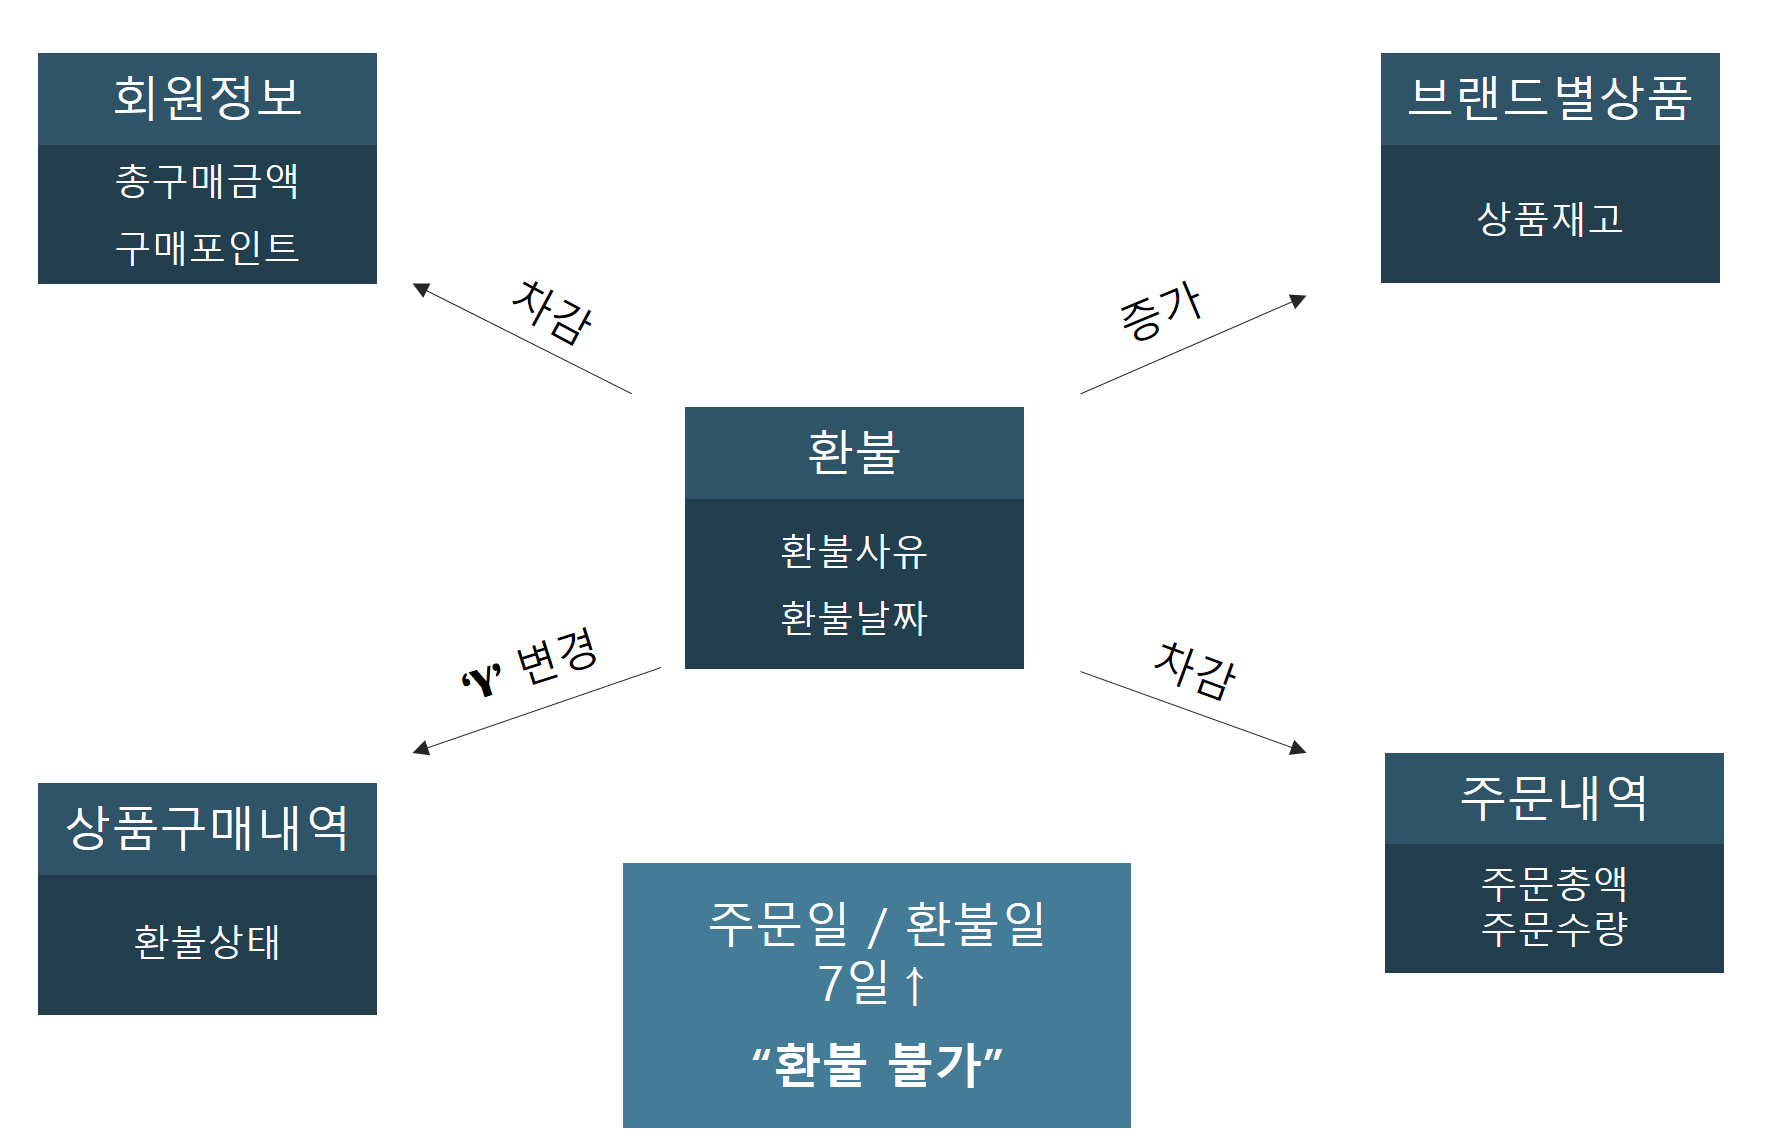 회원정보
총구매금액
구매포인트
브랜드별상품
상품재고
차감
증가
환불
환불사유
환불날짜
‘Y’ 변경
차감
상품구매내역
환불상태
주문내역
주문총액
주문수량
주문일 / 환불일
7일↑
“환불 불가”